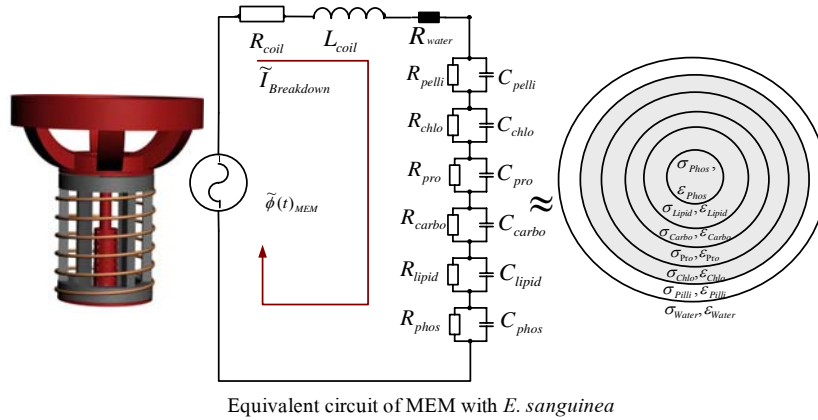 R_coil L_coil R_water
Ĩ_Breakdown
ϕ̃(t)_MEM
R_pelli C_pelli
R_chlo C_chlo
R_pro C_pro
R_carbo C_carbo
R_lipid C_lipid
R_phos C_phos
≈
σ_Phos,
ε_Phos
σ_Lipid, ε_Lipid
σ_Carbo, ε_Carbo
σ_Pro, ε_Pro
σ_Chlo, ε_Chlo
σ_Pilli, ε_Pilli
σ_Water, ε_Water
Equivalent circuit of MEM with E. sanguinea